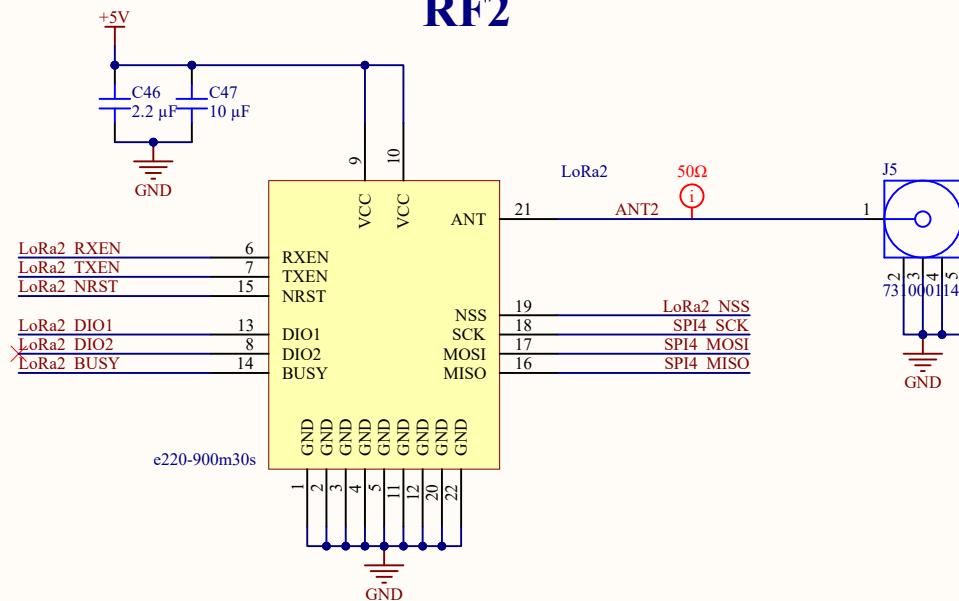 RF2
+5V
C46
2.2 µF
C47
10 µF
GND
9
10
VCC
VCC
LoRa2
50Ω
i
J5
ANT
21
ANT2
1
2
3
4
5
7310001114
GND
LoRa2_RXEN
6
RXEN
LoRa2_TXEN
7
TXEN
LoRa2_NRST
15
NRST
LoRa2_DIO1
13
DIO1
LoRa2_DIO2
8
DIO2
LoRa2_BUSY
14
BUSY
NSS
19
LoRa2_NSS
SCK
18
SPI4_SCK
MOSI
17
SPI4_MOSI
MISO
16
SPI4_MISO
GND
GND
GND
GND
GND
GND
GND
GND
GND
e220-900m30s
1
2
3
4
5
11
12
20
22
GND